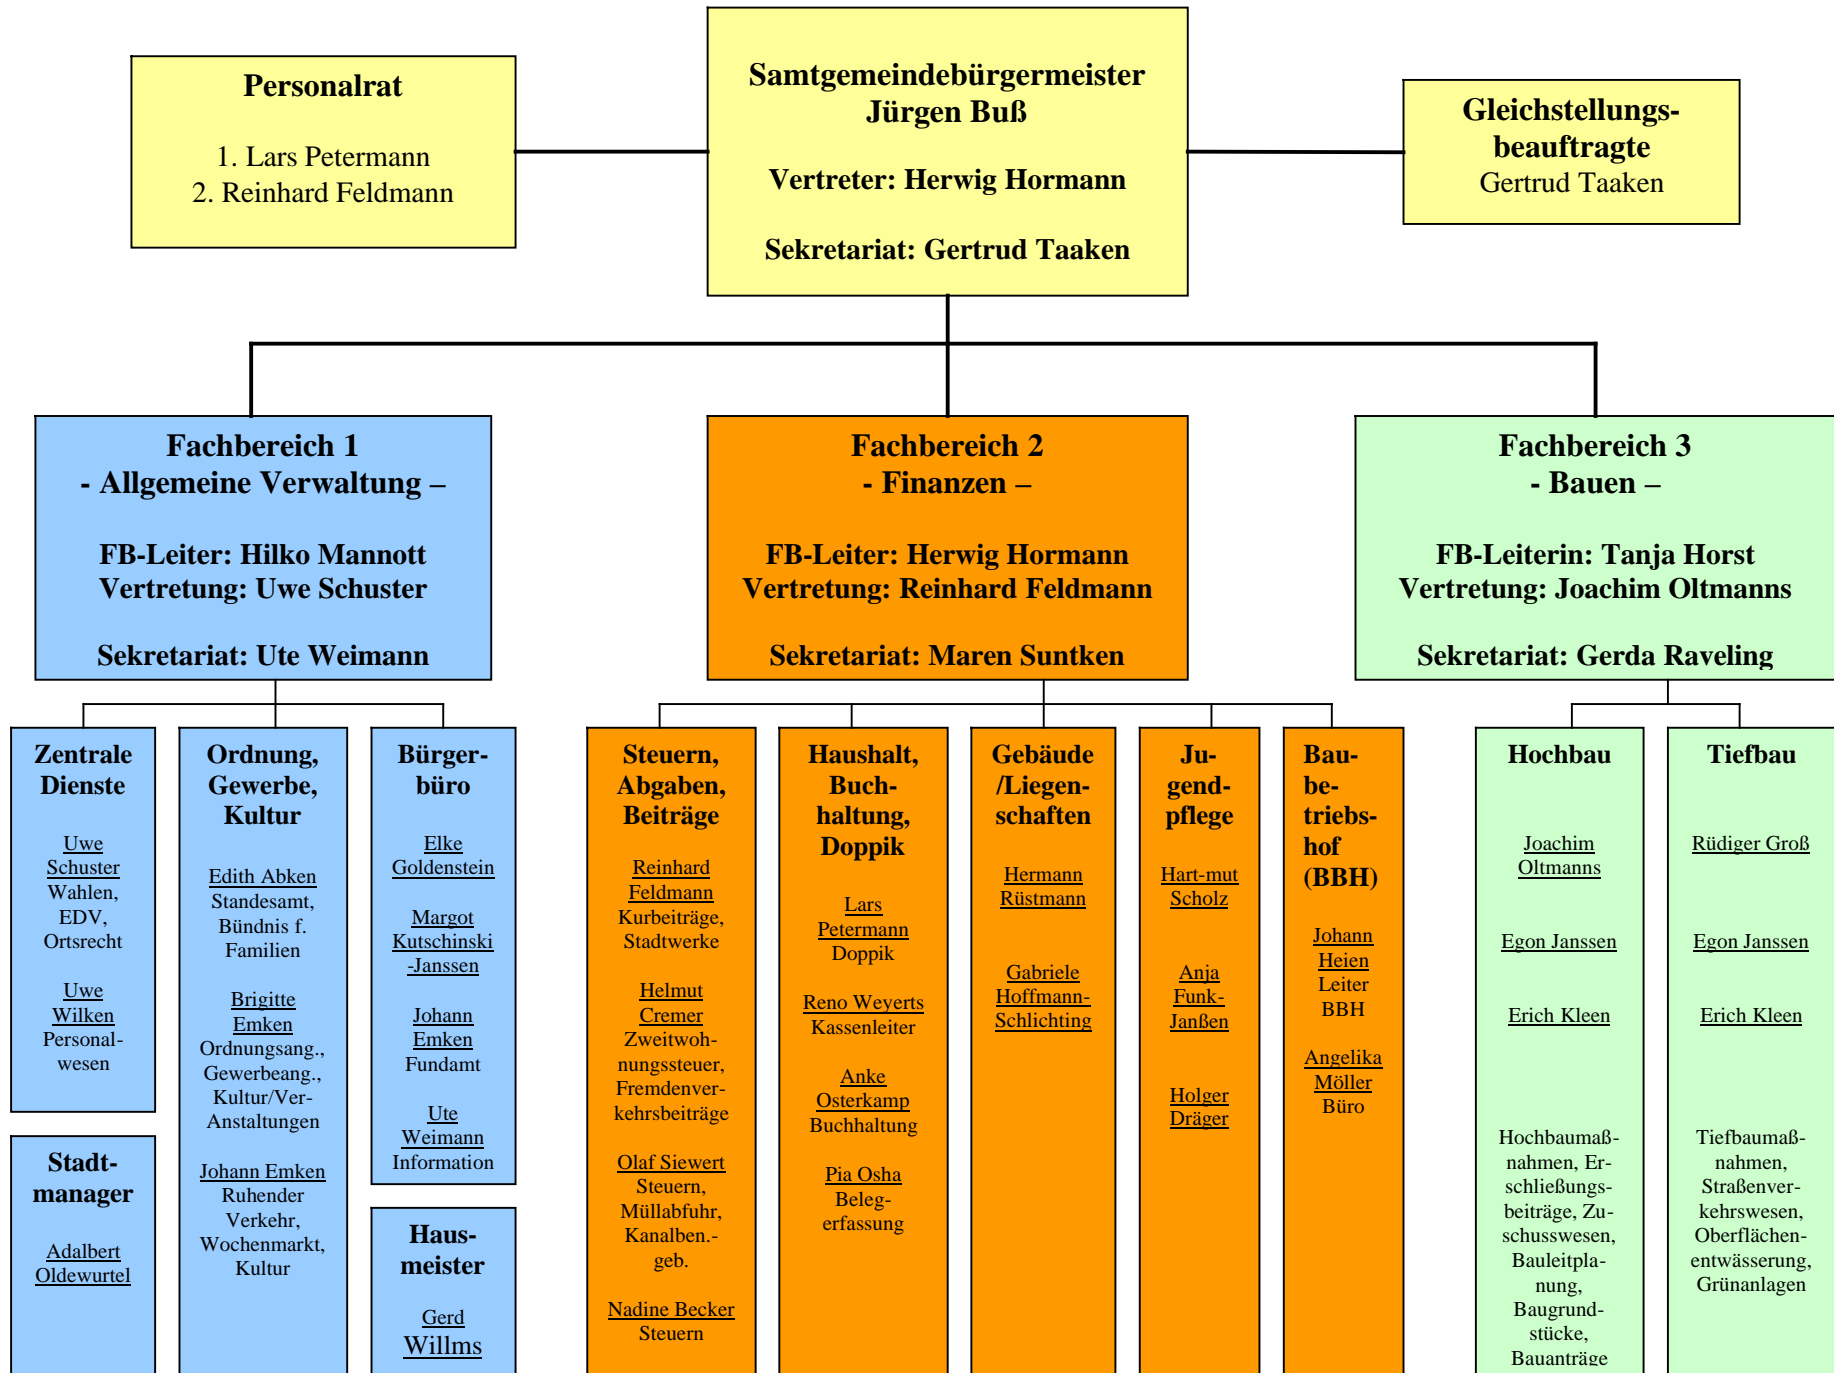 Personalrat
1. Lars Petermann
2. Reinhard Feldmann
Samtgemeindebürgermeister
Jürgen Buß
Vertreter: Herwig Hormann
Sekretariat: Gertrud Taaken
Gleichstellungs-
beauftragte
Gertrud Taaken
Fachbereich 1
- Allgemeine Verwaltung –
FB-Leiter: Hilko Mannott
Vertretung: Uwe Schuster
Sekretariat: Ute Weimann
Fachbereich 2
- Finanzen –
FB-Leiter: Herwig Hormann
Vertretung: Reinhard Feldmann
Sekretariat: Maren Suntken
Fachbereich 3
- Bauen –
FB-Leiterin: Tanja Horst
Vertretung: Joachim Oltmanns
Sekretariat: Gerda Raveling
Zentrale
Dienste
Uwe
Schuster
Wahlen,
EDV,
Ortsrecht
Uwe
Wilken
Personal-
wesen
Stadt-
manager
Adalbert
Oldewurtel
Ordnung,
Gewerbe,
Kultur
Edith Abken
Standesamt,
Bündnis f.
Familien
Brigitte
Emken
Ordnungsang.,
Gewerbeang.,
Kultur/Ver-
Anstaltungen
Johann Emken
Ruhender
Verkehr,
Wochenmarkt,
Kultur
Bürger-
büro
Elke
Goldenstein
Margot
Kutschinski
-Janssen
Johann
Emken
Fundamt
Ute
Weimann
Information
Haus-
meister
Gerd
Willms
Steuern,
Abgaben,
Beiträge
Reinhard
Feldmann
Kurbeiträge,
Stadtwerke
Helmut
Cremer
Zweitwoh-
nungssteuer,
Fremdenver-
kehrsbeiträge
Olaf Siewert
Steuern,
Müllabfuhr,
Kanalben.-
geb.
Nadine Becker
Steuern
Haushalt,
Buch-
haltung,
Doppik
Lars
Petermann
Doppik
Reno Weyerts
Kassenleiter
Anke
Osterkamp
Buchhaltung
Pia Osha
Beleg-
erfassung
Gebäude
/Liegen-
schaften
Hermann
Rüstmann
Gabriele
Hoffmann-
Schlichting
Ju-
gend-
pflege
Hart-mut
Scholz
Anja
Funk-
Janßen
Holger
Dräger
Bau-
be-
triebs-
hof
(BBH)
Johann
Heien
Leiter
BBH
Angelika
Möller
Büro
Hochbau
Joachim
Oltmanns
Egon Janssen
Erich Kleen
Hochbaumaß-
nahmen, Er-
schließungs-
beiträge, Zu-
schusswesen,
Bauleitpla-
nung,
Baugrund-
stücke,
Bauanträge
Tiefbau
Rüdiger Groß
Egon Janssen
Erich Kleen
Tiefbaumaß-
nahmen,
Straßenver-
kehrswesen,
Oberflächen-
entwässerung,
Grünanlagen